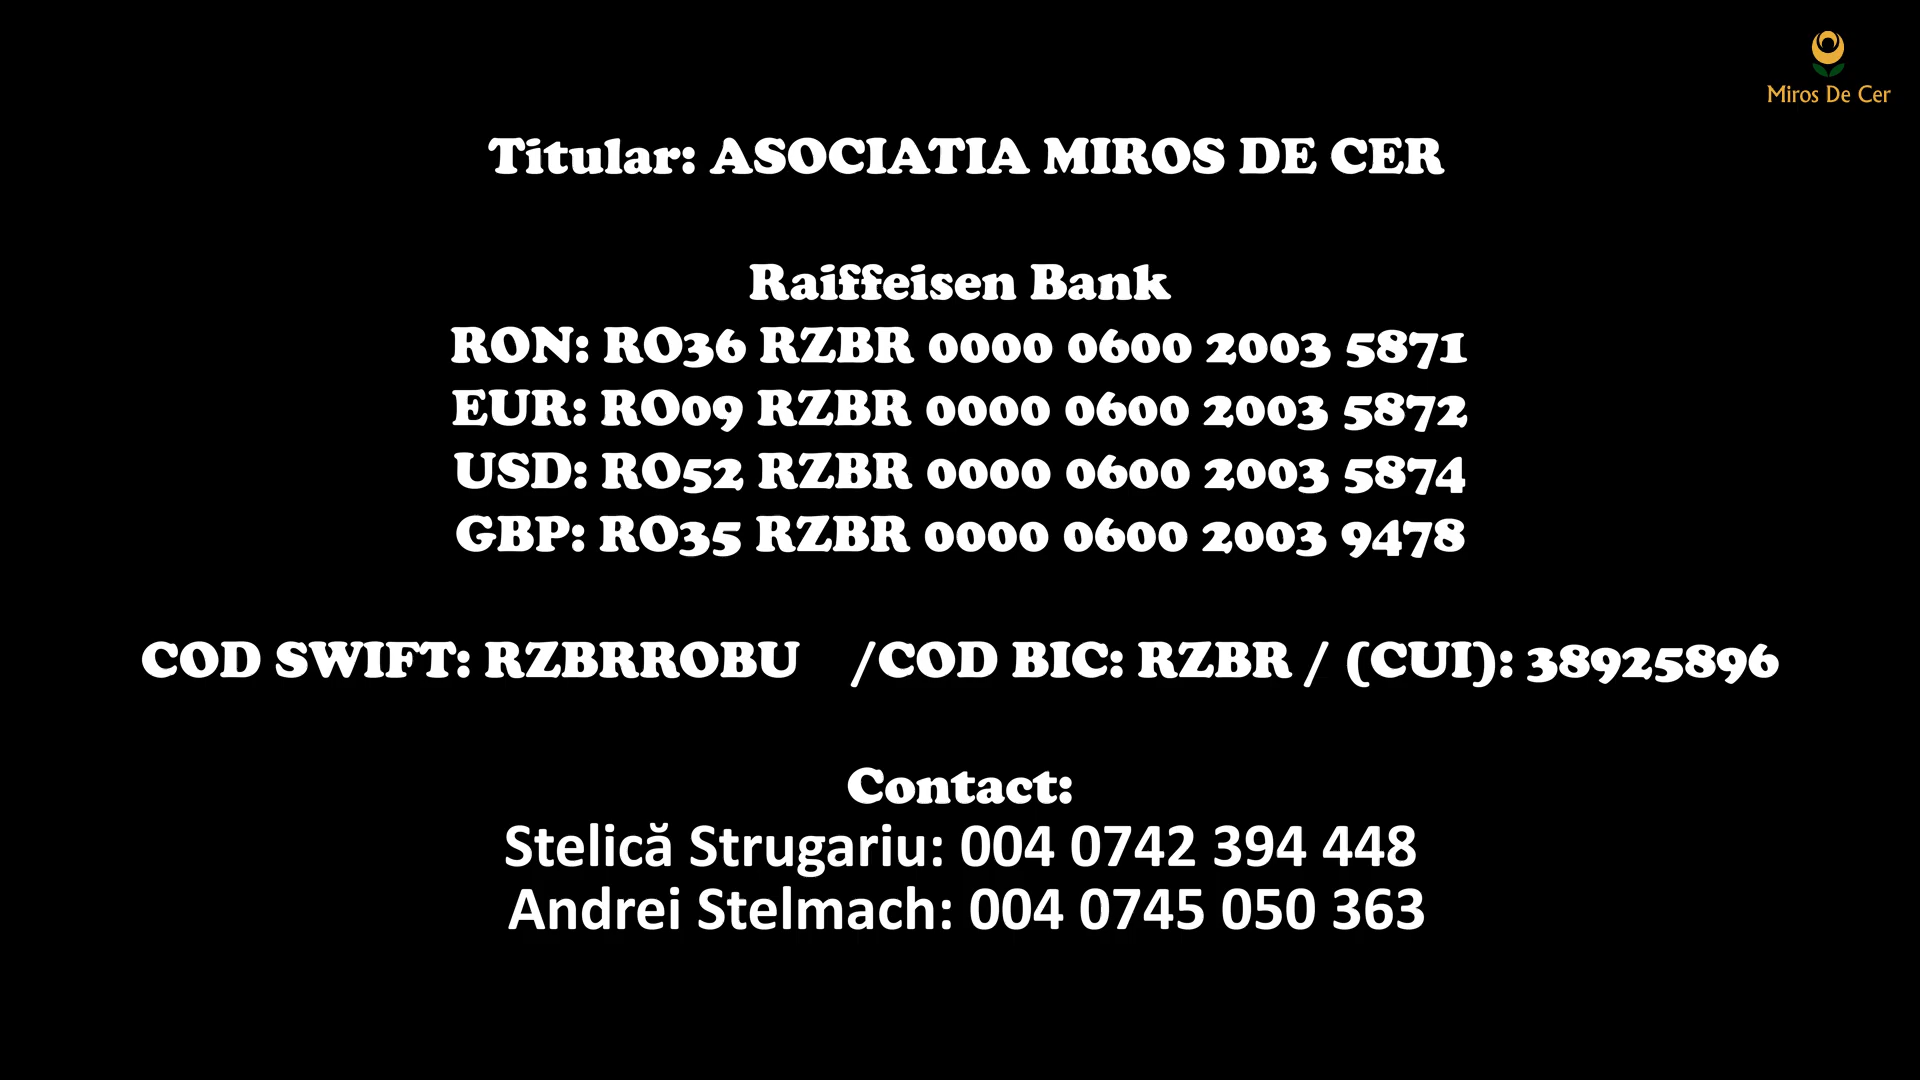 Miros De Cer
Titular: ASOCIATIA MIROS DE CER
Raiffeisen Bank
RON: RO36 RZBR 0000 0600 2003 5871
EUR: RO09 RZBR 0000 0600 2003 5872
USD: RO52 RZBR 0000 0600 2003 5874
GBP: RO35 RZBR 0000 0600 2003 9478
COD SWIFT: RZBRROBU /COD BIC: RZBR / (CUI): 38925896
Contact:
Stelică Strugariu: 004 0742 394 448
Andrei Stelmach: 004 0745 050 363